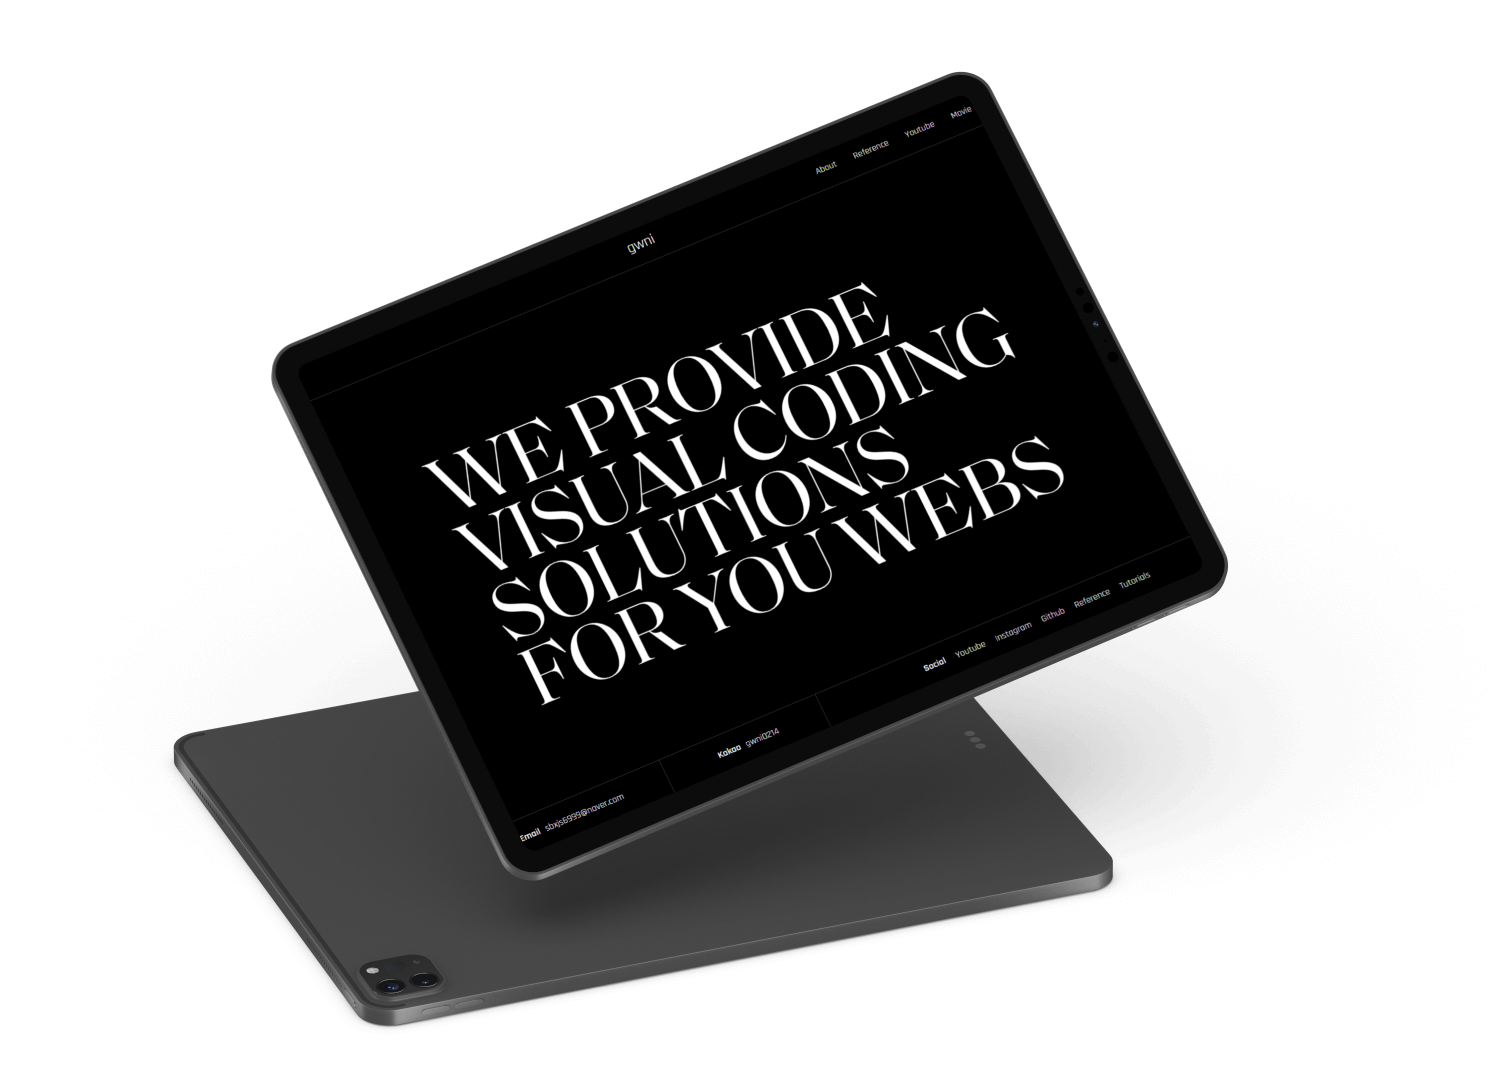 About Reference Youtube Movie
gwni
WE PROVIDE
VISUAL CODING
SOLUTIONS
FOR YOU WEBS
Email sbxjs6999@naver.com
Kakao gwni0214
Social Youtube Instagram Github Reference Tutorials